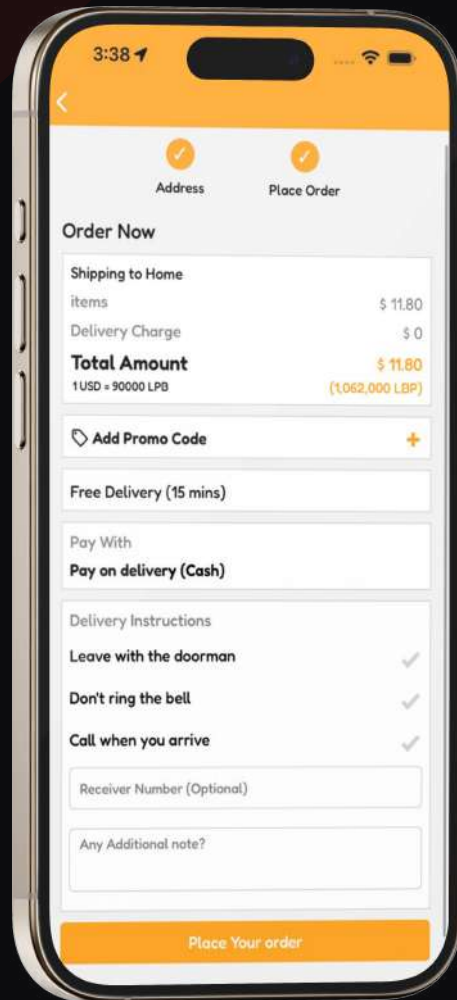 3:38
Address
Place Order
Order Now
Shipping to Home
items $ 11.80
Delivery Charge $ 0
Total Amount $ 11.80
1 USD = 90000 LPB (1,062,000 LBP)
Add Promo Code +
Free Delivery (15 mins)
Pay With
Pay on delivery (Cash)
Delivery Instructions
Leave with the doorman
Don't ring the bell
Call when you arrive
Receiver Number (Optional)
Any Additional note?
Place Your order